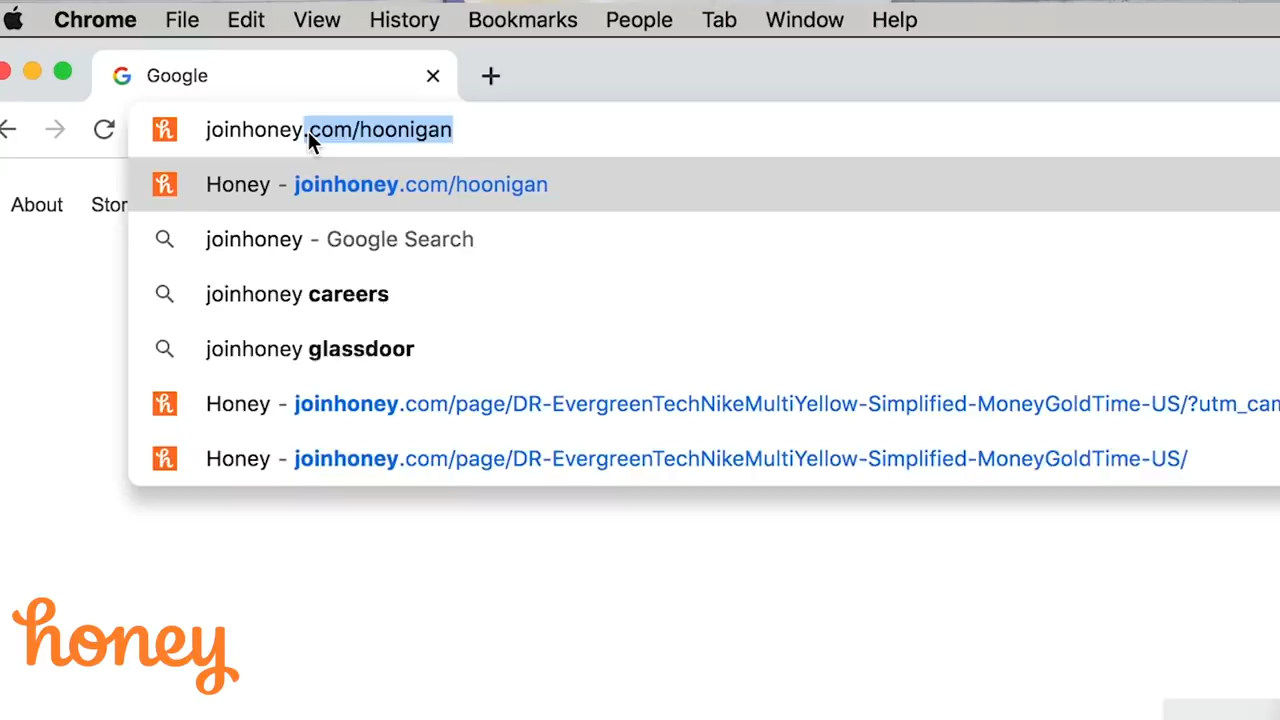 Chrome File Edit View History Bookmarks People Tab Window Help
Google
joinhoney.com/hoonigan
Honey - joinhoney.com/hoonigan
About Stor
joinhoney - Google Search
joinhoney careers
joinhoney glassdoor
Honey - joinhoney.com/page/DR-EvergreenTechNikeMultiYellow-Simplified-MoneyGoldTime-US/?utm_cam
Honey - joinhoney.com/page/DR-EvergreenTechNikeMultiYellow-Simplified-MoneyGoldTime-US/
honey